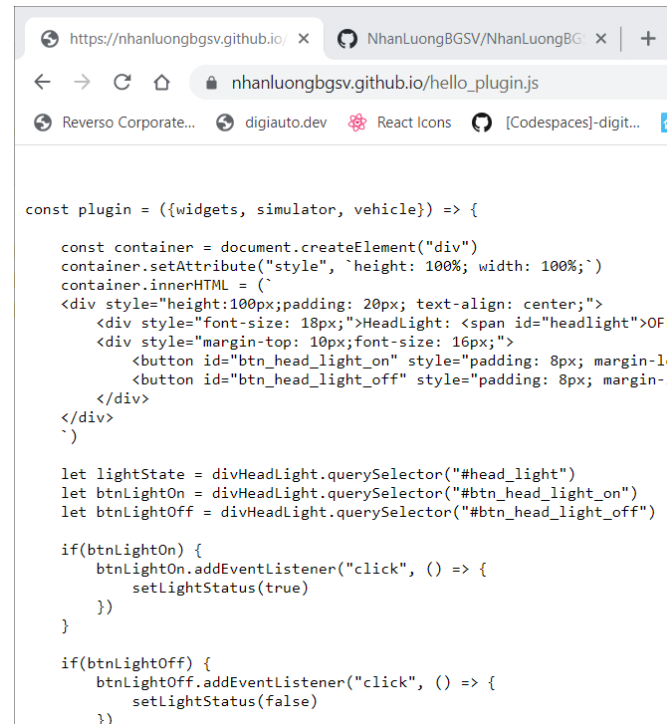 https://nhanluongbgsv.github.io/
NhanLuongBGSV/NhanLuongBG
nhanluongbgsv.github.io/hello_plugin.js
Reverso Corporate... digiauto.dev React Icons [Codespaces]-digit...
const plugin = ({widgets, simulator, vehicle}) => {
const container = document.createElement("div")
container.setAttribute("style", `height: 100%; width: 100%;`)
container.innerHTML = (`
<div style="height:100px;padding: 20px; text-align: center;">
<div style="font-size: 18px;">HeadLight: <span id="headlight">OF
<div style="margin-top: 10px;font-size: 16px;">
<button id="btn_head_light_on" style="padding: 8px; margin-l
<button id="btn_head_light_off" style="padding: 8px; margin-
</div>
</div>
`)
let lightState = divHeadLight.querySelector("#head_light")
let btnLightOn = divHeadLight.querySelector("#btn_head_light_on")
let btnLightOff = divHeadLight.querySelector("#btn_head_light_off")
if(btnLightOn) {
btnLightOn.addEventListener("click", () => {
setLightStatus(true)
})
}
if(btnLightOff) {
btnLightOff.addEventListener("click", () => {
setLightStatus(false)
})